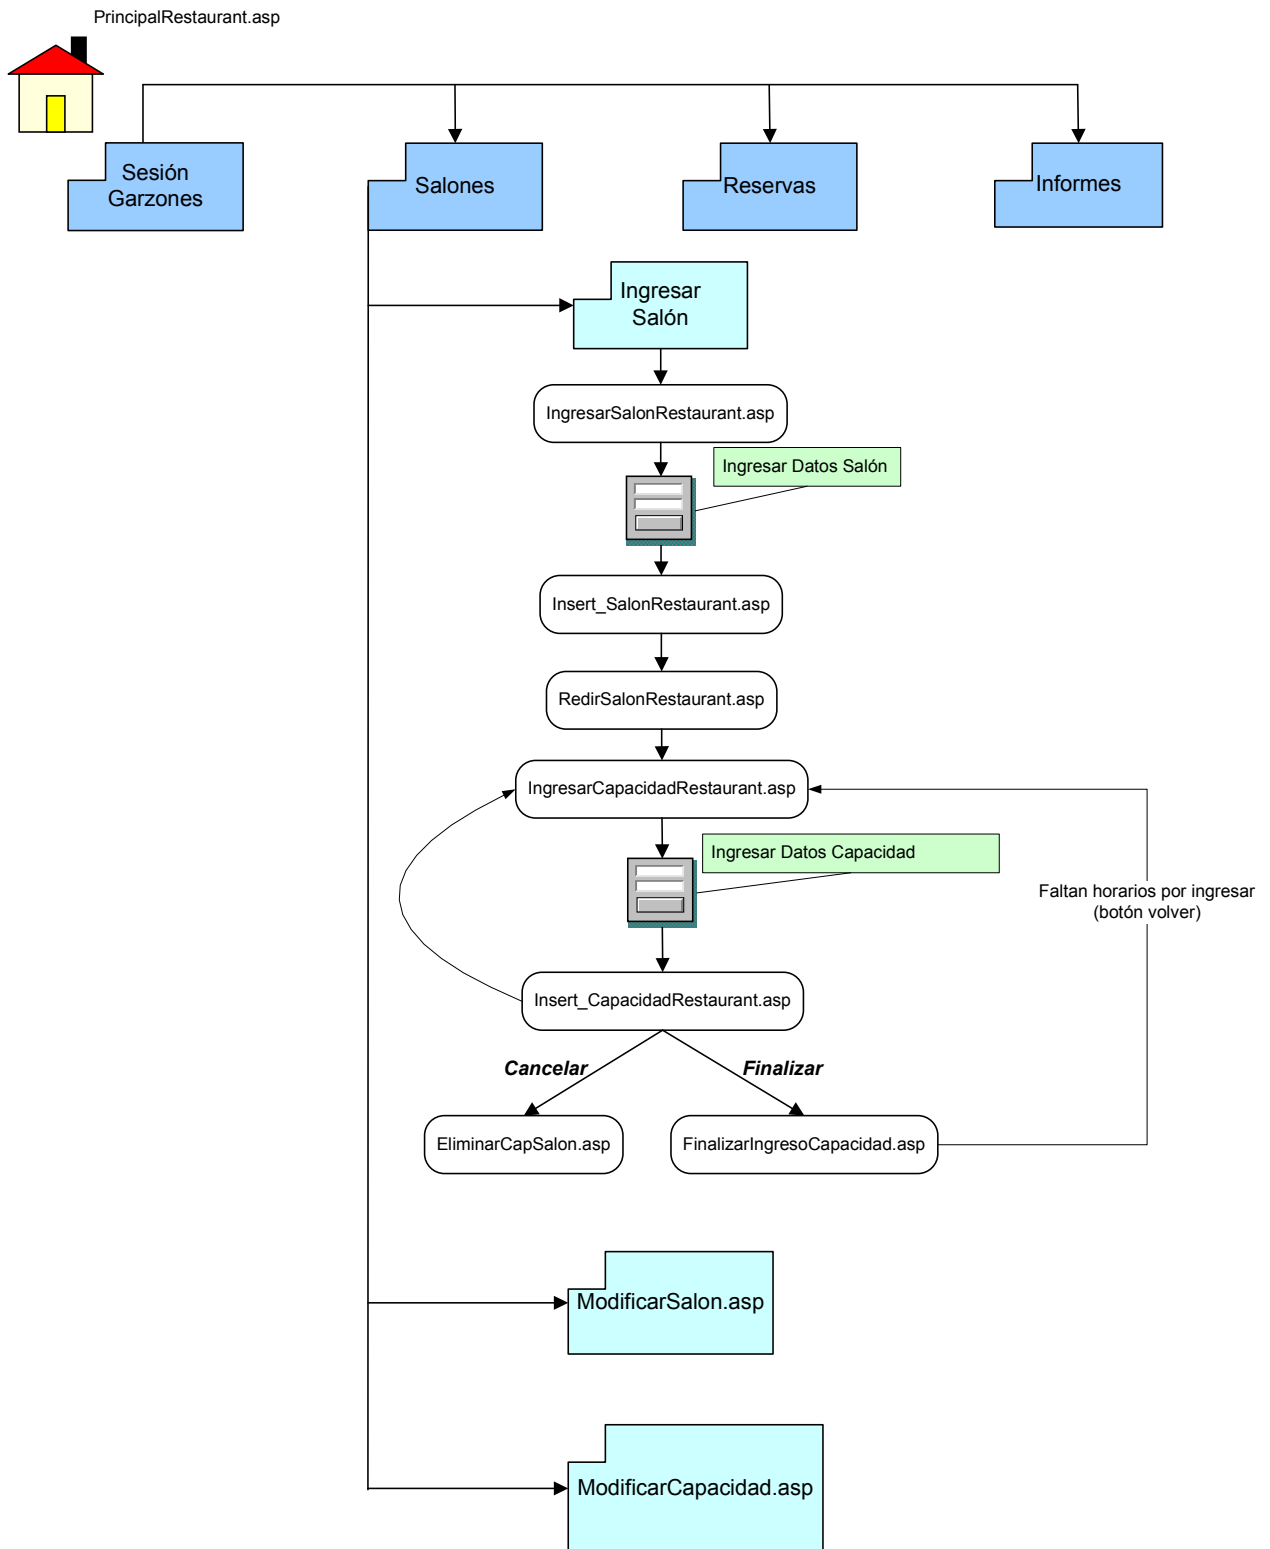 PrincipalRestaurant.asp
Sesión
Garzones
Salones
Reservas
Informes
Ingresar
Salón
IngresarSalonRestaurant.asp
Ingresar Datos Salón
Insert_SalonRestaurant.asp
RedirSalonRestaurant.asp
IngresarCapacidadRestaurant.asp
Ingresar Datos Capacidad
Faltan horarios por ingresar
(botón volver)
Insert_CapacidadRestaurant.asp
Cancelar
Finalizar
EliminarCapSalon.asp
FinalizarIngresoCapacidad.asp
ModificarSalon.asp
ModificarCapacidad.asp